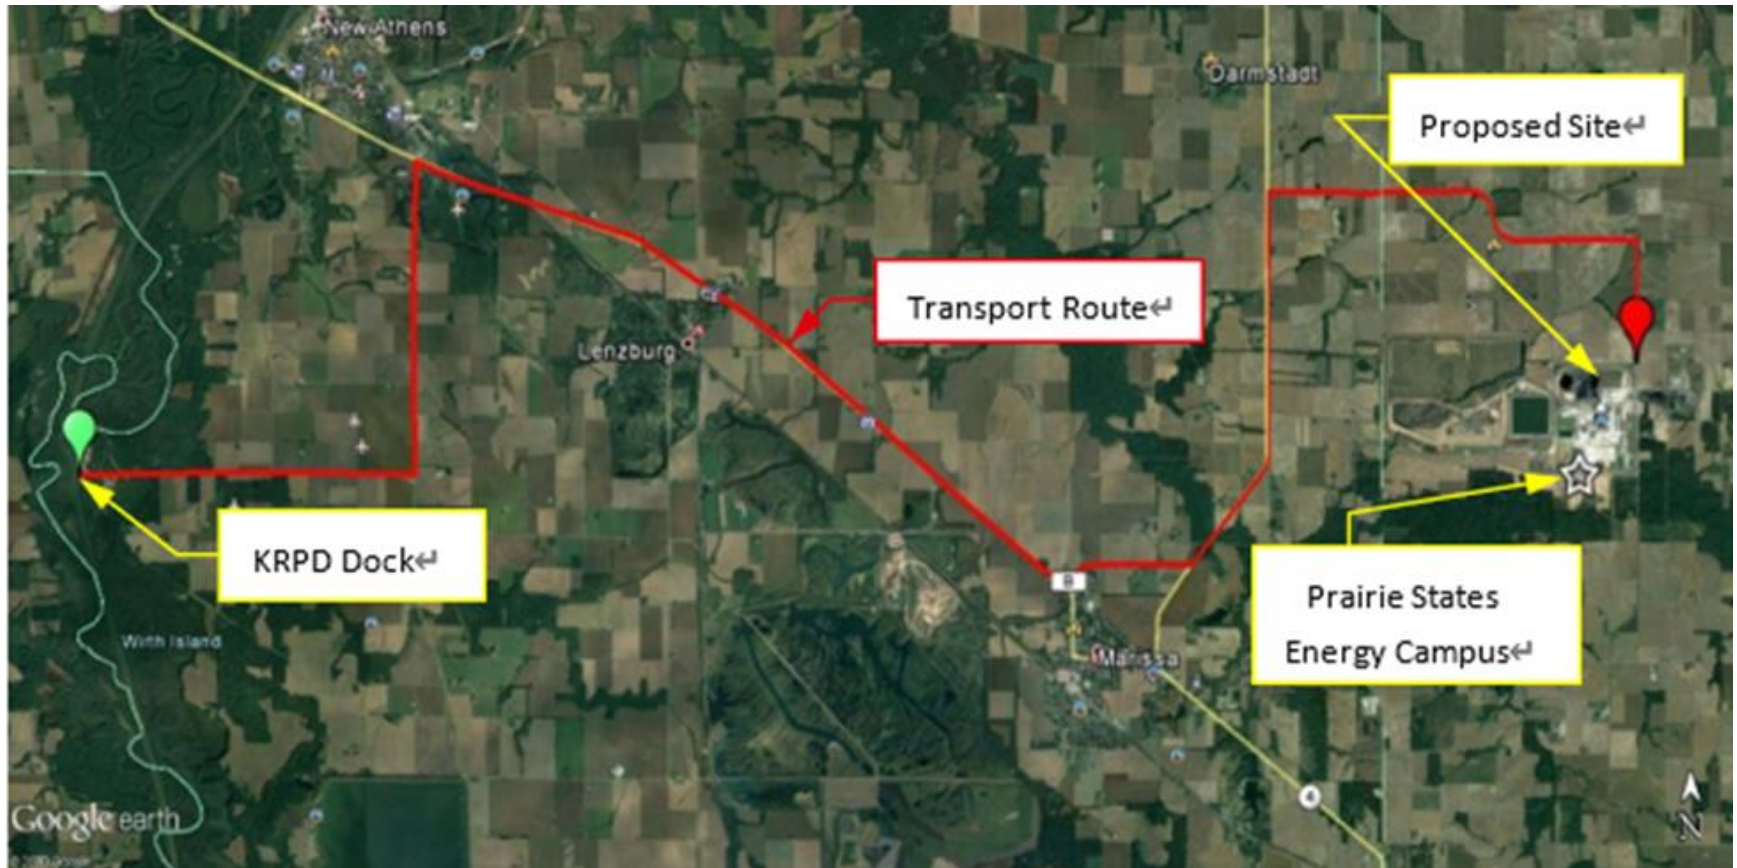 New Athens
Darmstadt
Proposed Site↵
Transport Route↵
Lenzburg
KRPD Dock↵
B
Prairie States
Energy Campus↵
With Island
Marissa
4
Google earth
N